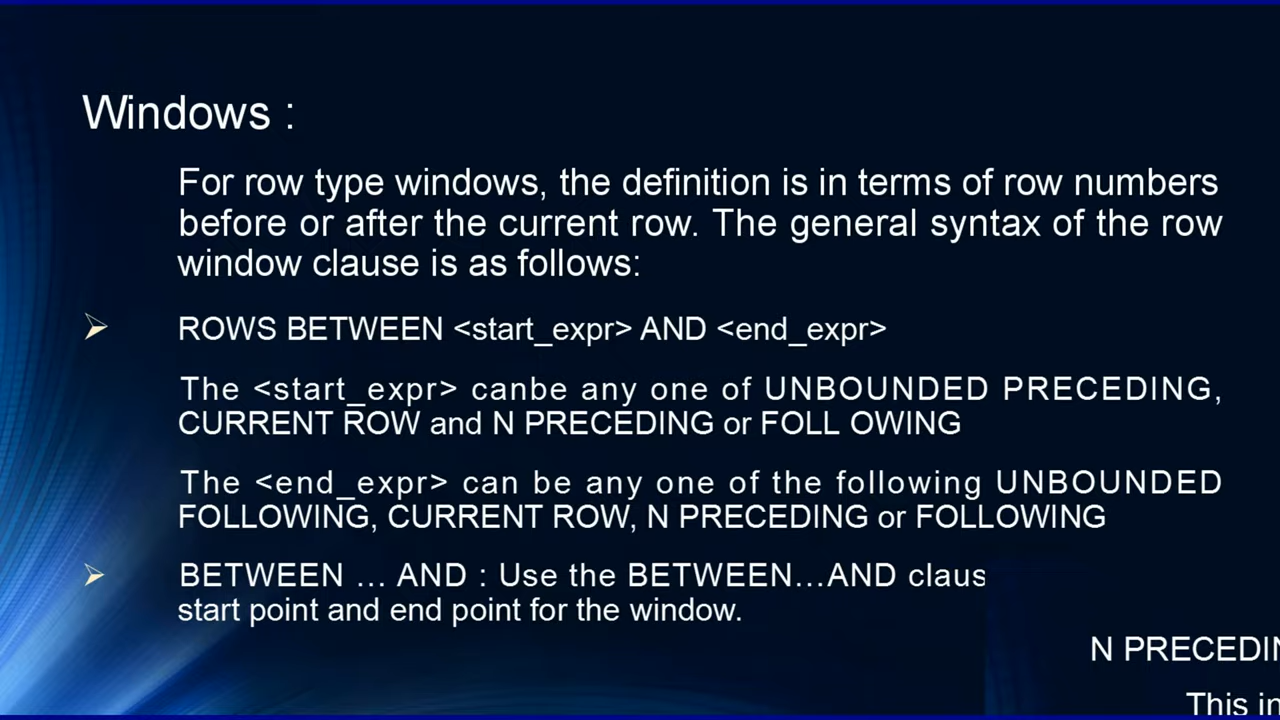 Windows :
For row type windows, the definition is in terms of row numbers
before or after the current row. The general syntax of the row
window clause is as follows:
ROWS BETWEEN <start_expr> AND <end_expr>
The <start_expr> canbe any one of UNBOUNDED PRECEDING,
CURRENT ROW and N PRECEDING or FOLL OWING
The <end_expr> can be any one of the following UNBOUNDED
FOLLOWING, CURRENT ROW, N PRECEDING or FOLLOWING
BETWEEN … AND : Use the BETWEEN…AND claus
start point and end point for the window.
N PRECEDIN
This in